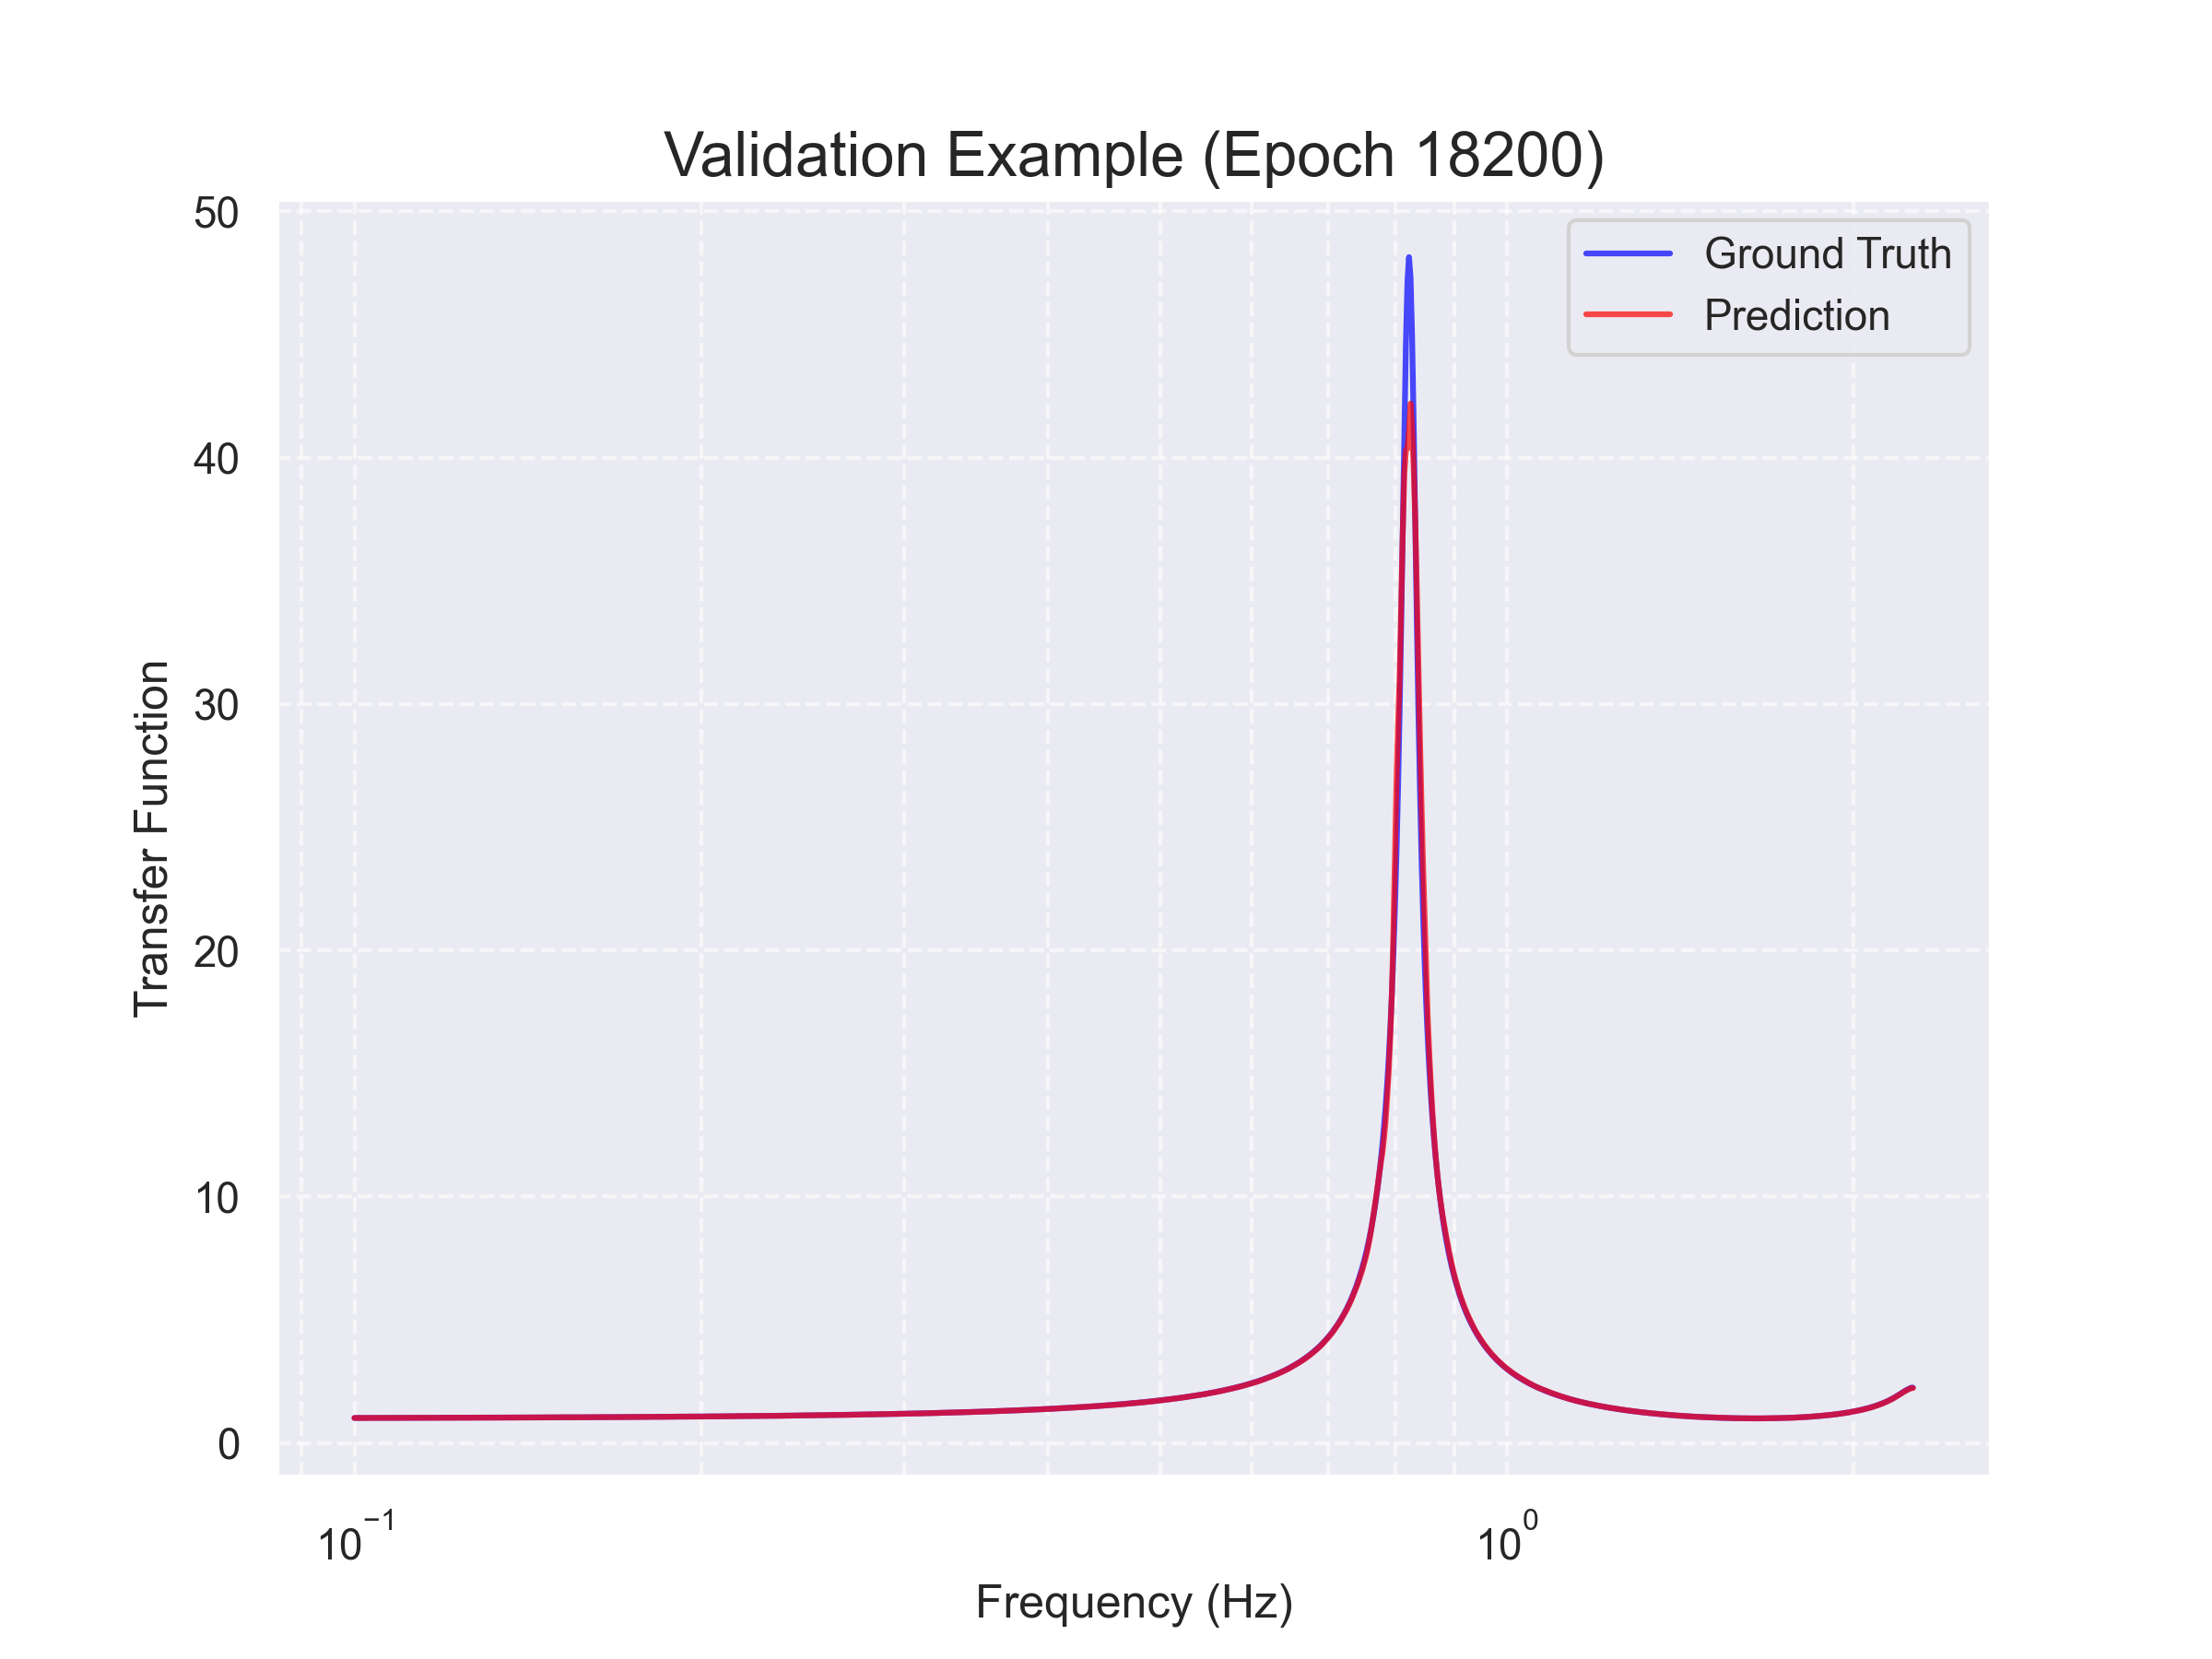 Validation Example (Epoch 18200)
Ground Truth
Prediction
50
40
30
20
10
0
Transfer Function
10⁻¹
10⁰
Frequency (Hz)